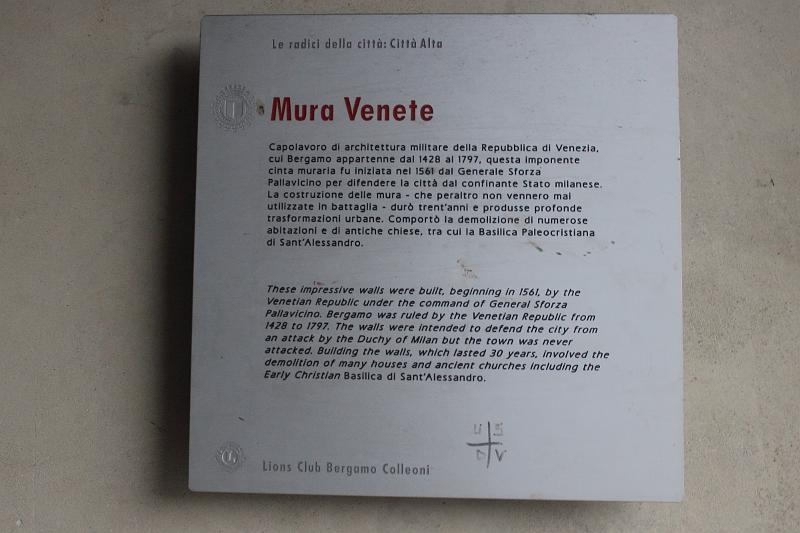 Le radici della città: Città Alta
Mura Venete
Capolavoro di architettura militare della Repubblica di Venezia,
cui Bergamo appartenne dal 1428 al 1797, questa imponente
cinta muraria fu iniziata nel 1561 dal Generale Sforza
Pallavicino per difendere la città dal confinante Stato milanese.
La costruzione delle mura - che peraltro non vennero mai
utilizzate in battaglia - durò trent'anni e produsse profonde
trasformazioni urbane. Comportò la demolizione di numerose
abitazioni e di antiche chiese, tra cui la Basilica Paleocristiana
di Sant'Alessandro.
These impressive walls were built, beginning in 1561, by the
Venetian Republic under the command of General Sforza
Pallavicino. Bergamo was ruled by the Venetian Republic from
1428 to 1797. The walls were intended to defend the city from
an attack by the Duchy of Milan but the town was never
attacked. Building the walls, which lasted 30 years, involved the
demolition of many houses and ancient churches including the
Early Christian Basilica di Sant'Alessandro.
Lions Club Bergamo Colleoni